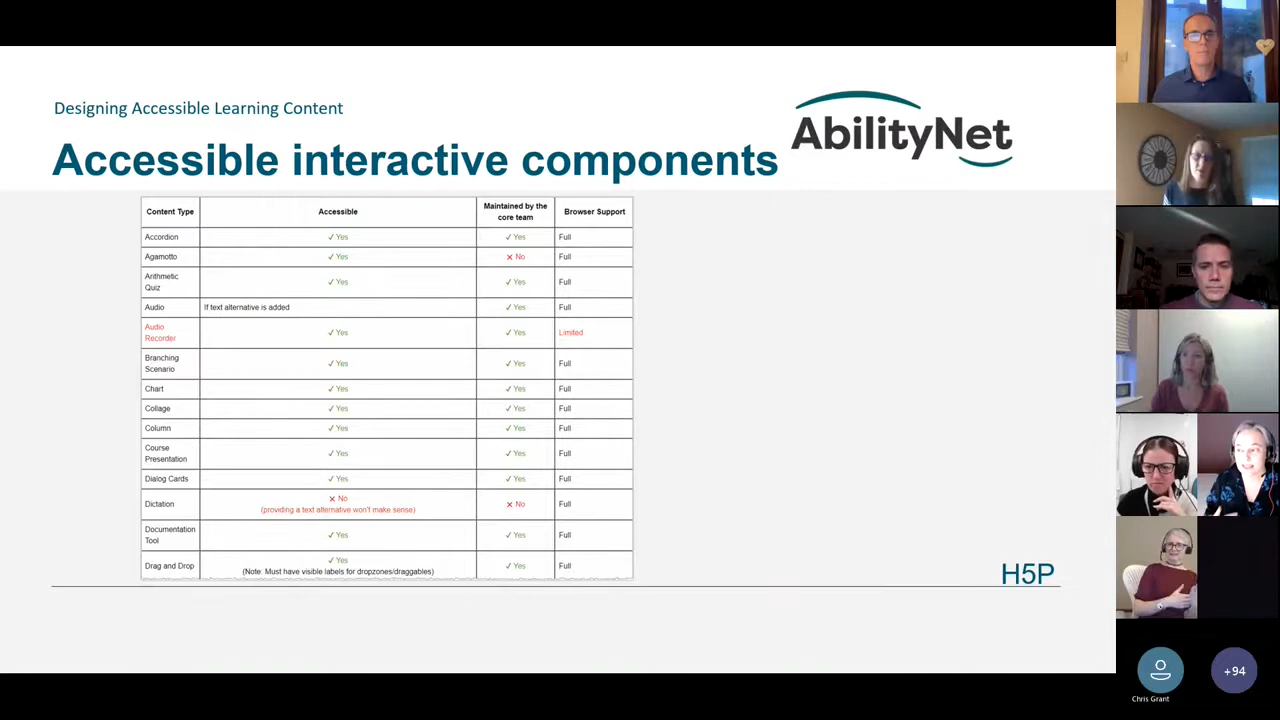 Designing Accessible Learning Content
Accessible interactive components
AbilityNet
Content Type Accessible Maintained by the core team Browser Support
Accordion ✓ Yes ✓ Yes Full
Agamotto ✓ Yes ✕ No Full
Arithmetic Quiz ✓ Yes ✓ Yes Full
Audio If text alternative is added ✓ Yes Full
Audio Recorder ✓ Yes ✓ Yes Limited
Branching Scenario ✓ Yes ✓ Yes Full
Chart ✓ Yes ✓ Yes Full
Collage ✓ Yes ✓ Yes Full
Column ✓ Yes ✓ Yes Full
Course Presentation ✓ Yes ✓ Yes Full
Dialog Cards ✓ Yes ✓ Yes Full
Dictation ✕ No (providing a text alternative won't make sense) ✕ No Full
Documentation Tool ✓ Yes ✓ Yes Full
Drag and Drop ✓ Yes (Note: Must have visible labels for dropzones/draggables) ✓ Yes Full
H5P
Chris Grant
+94